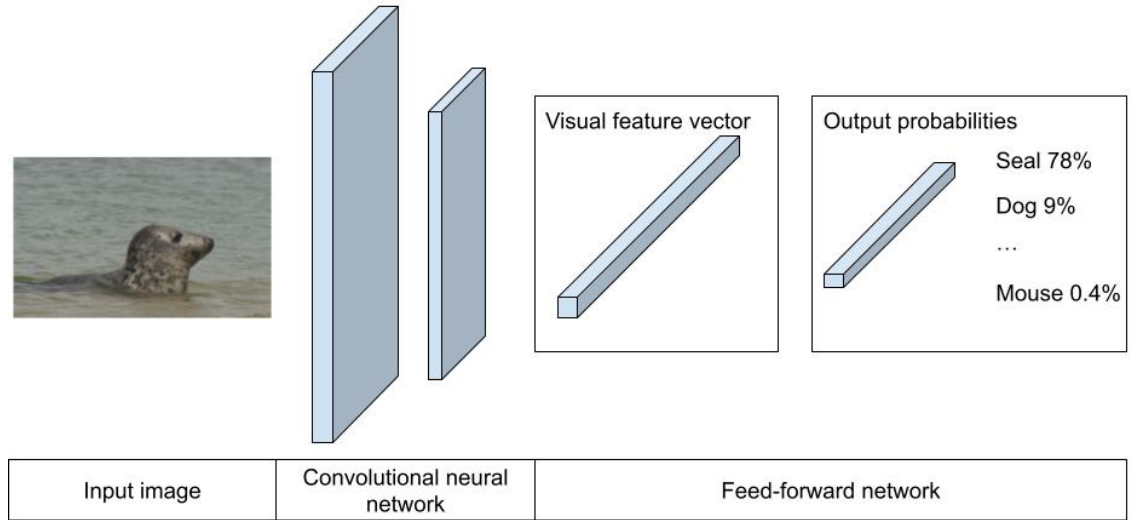 Visual feature vector
Output probabilities
Seal 78%
Dog 9%
...
Mouse 0.4%
Input image
Convolutional neural
network
Feed-forward network